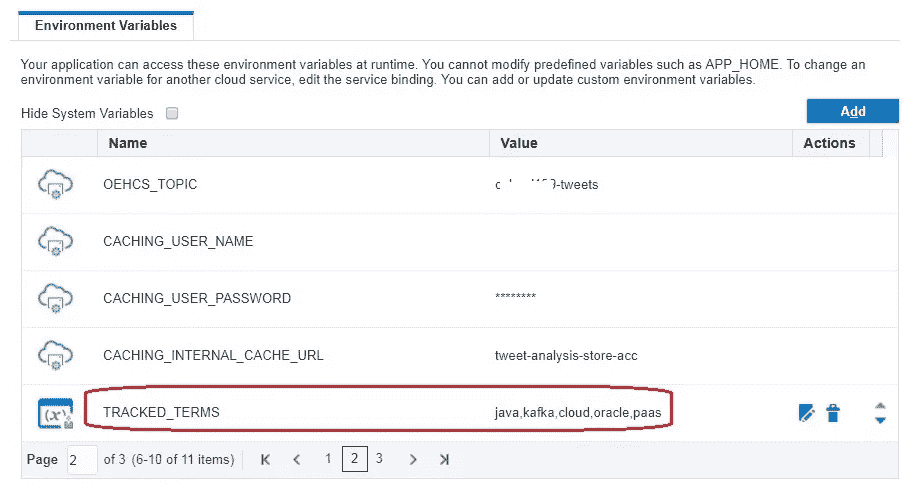 Environment Variables
Your application can access these environment variables at runtime. You cannot modify predefined variables such as APP_HOME. To change an
environment variable for another cloud service, edit the service binding. You can add or update custom environment variables.
Hide System Variables
Add
Name Value Actions
OEHCS_TOPIC -tweets
CACHING_USER_NAME
CACHING_USER_PASSWORD ********
CACHING_INTERNAL_CACHE_URL tweet-analysis-store-acc
(x) TRACKED_TERMS java,kafka,cloud,oracle,paas
Page 2 of 3 (6-10 of 11 items) 1 2 3